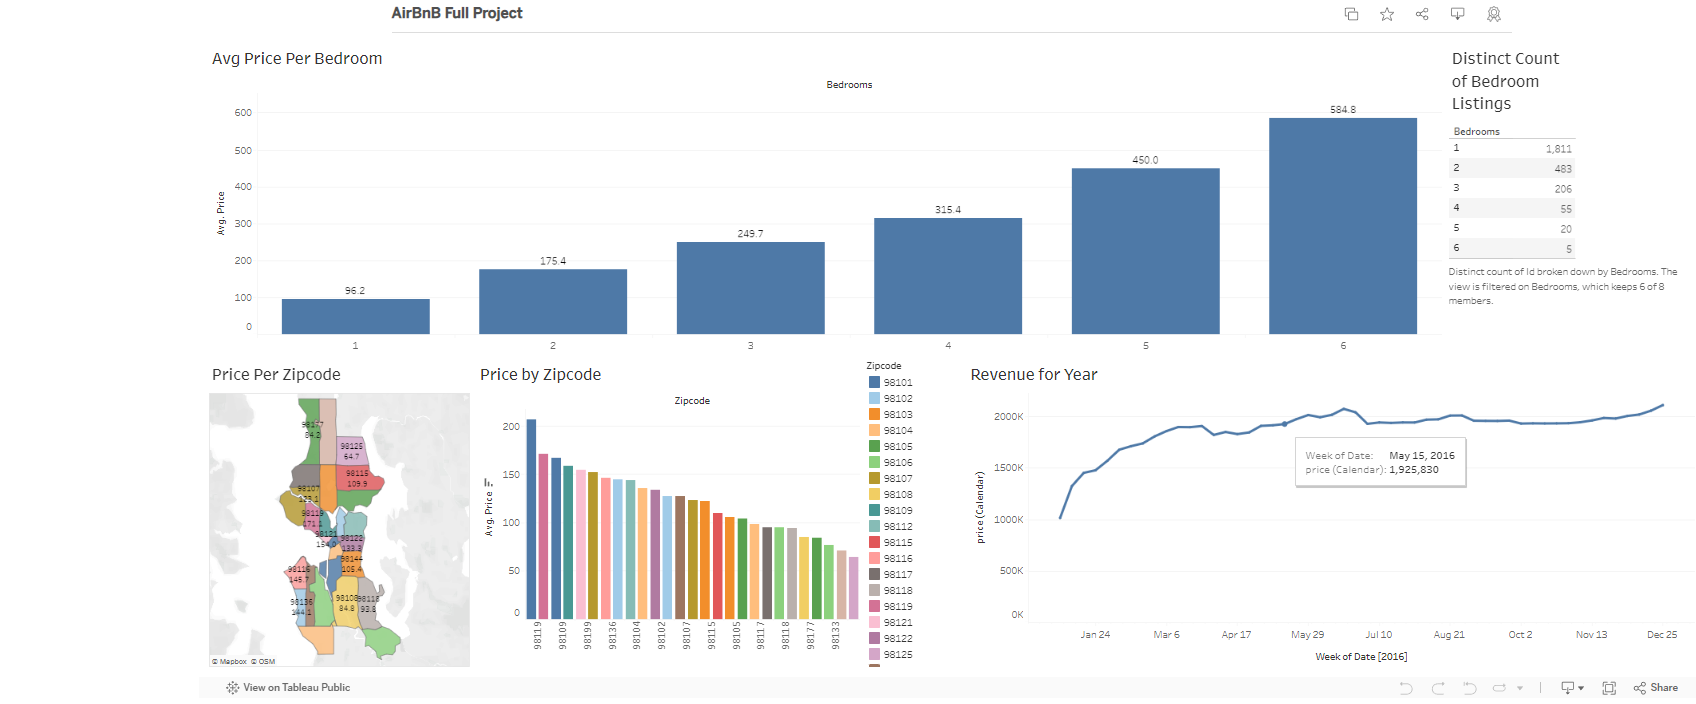 AirBnB Full Project
Avg Price Per Bedroom
Bedrooms
Avg. Price
600
500
400
300
200
100
0
96.2
175.4
249.7
315.4
450.0
584.8
1
2
3
4
5
6
Distinct Count
of Bedroom
Listings
Bedrooms
1 1,811
2 483
3 206
4 55
5 20
6 5
Distinct count of Id broken down by Bedrooms. The
view is filtered on Bedrooms, which keeps 6 of 8
members.
Price Per Zipcode
98177
84.2
98125
64.7
98115
109.9
98107
98119
171.1
98121
98122
133.3
98144
105.4
98116
145.7
98136
144.1
98108
84.8
98118
93.8
© Mapbox © OSM
Price by Zipcode
Zipcode
Avg. Price
200
150
100
50
0
98119
98109
98199
98136
98104
98102
98107
98115
98105
98117
98118
98177
98133
Zipcode
98101
98102
98103
98104
98105
98106
98107
98108
98109
98112
98115
98116
98117
98118
98119
98121
98122
98125
Revenue for Year
price (Calendar)
2000K
1500K
1000K
500K
0K
Week of Date: May 15, 2016
price (Calendar): 1,925,830
Jan 24
Mar 6
Apr 17
May 29
Jul 10
Aug 21
Oct 2
Nov 13
Dec 25
Week of Date [2016]
View on Tableau Public
Share